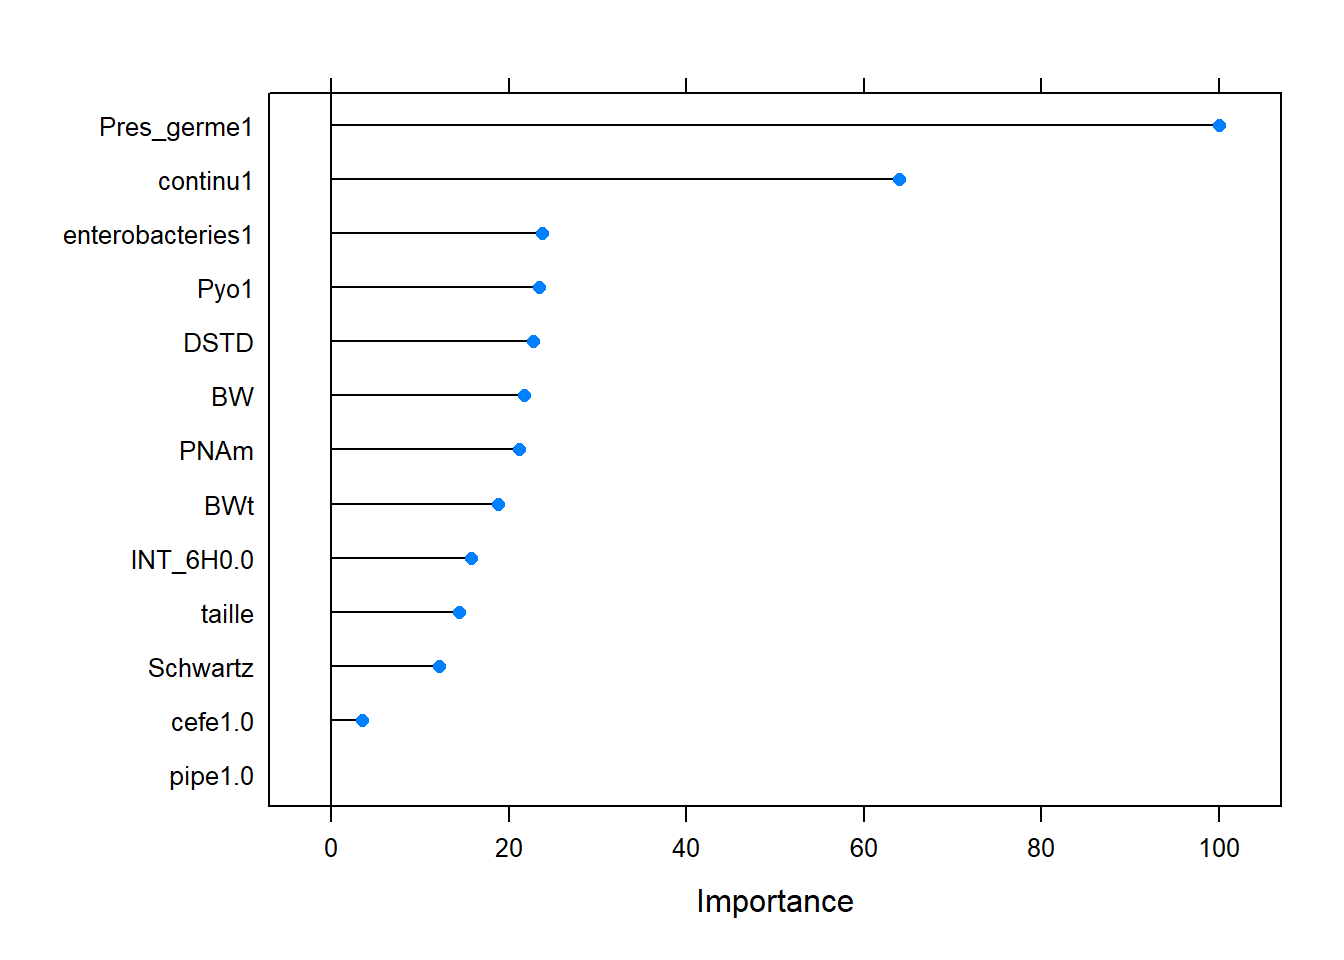 Pres_germe1
continu1
enterobacteries1
Pyo1
DSTD
BW
PNAm
BWt
INT_6H0.0
taille
Schwartz
cefe1.0
pipe1.0
0 20 40 60 80 100
Importance